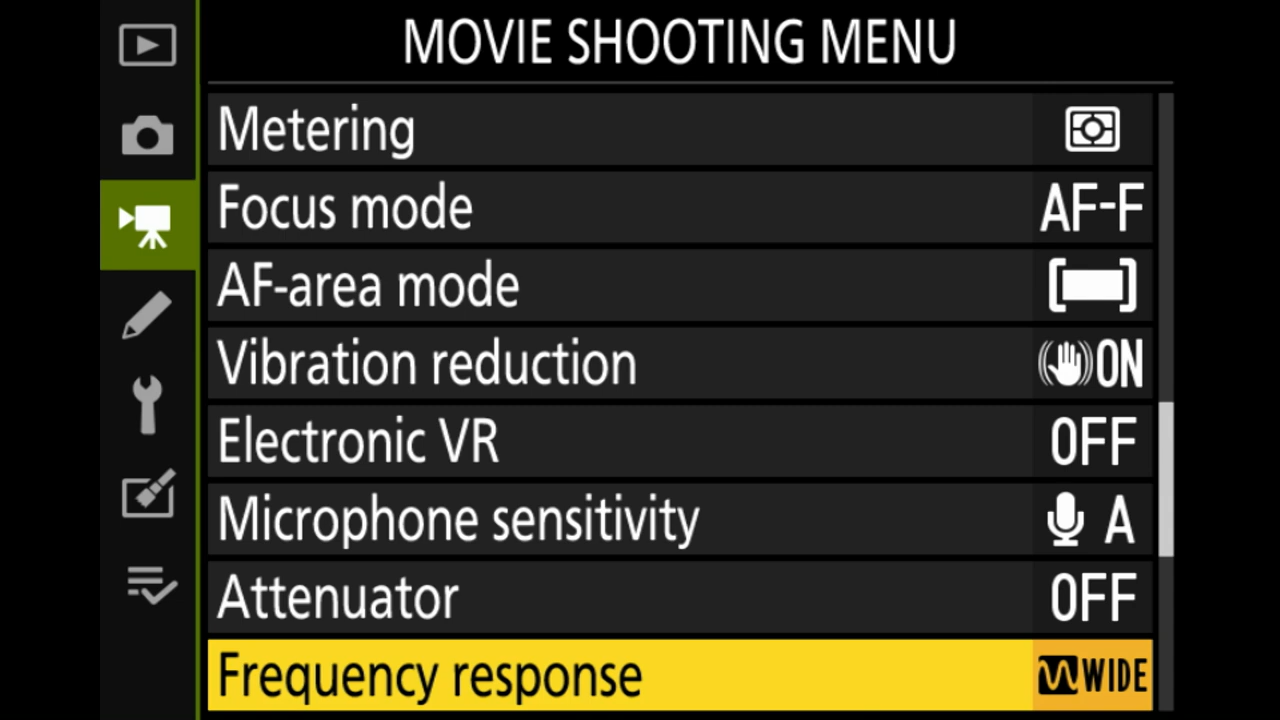 MOVIE SHOOTING MENU
Metering
Focus mode AF-F
AF-area mode
Vibration reduction ON
Electronic VR OFF
Microphone sensitivity A
Attenuator OFF
Frequency response WIDE